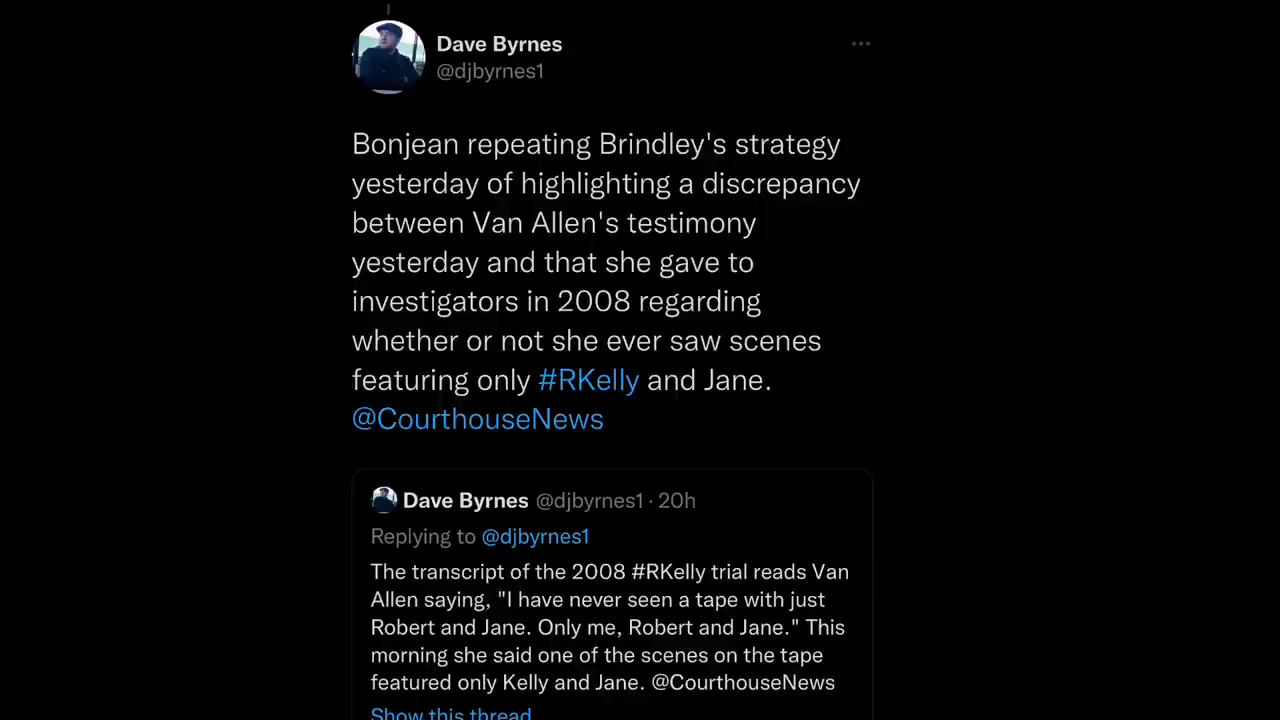 Dave Byrnes
@djbyrnes1
Bonjean repeating Brindley's strategy
yesterday of highlighting a discrepancy
between Van Allen's testimony
yesterday and that she gave to
investigators in 2008 regarding
whether or not she ever saw scenes
featuring only #RKelly and Jane.
@CourthouseNews
Dave Byrnes @djbyrnes1 · 20h
Replying to @djbyrnes1
The transcript of the 2008 #RKelly trial reads Van
Allen saying, "I have never seen a tape with just
Robert and Jane. Only me, Robert and Jane." This
morning she said one of the scenes on the tape
featured only Kelly and Jane. @CourthouseNews
Show this thread